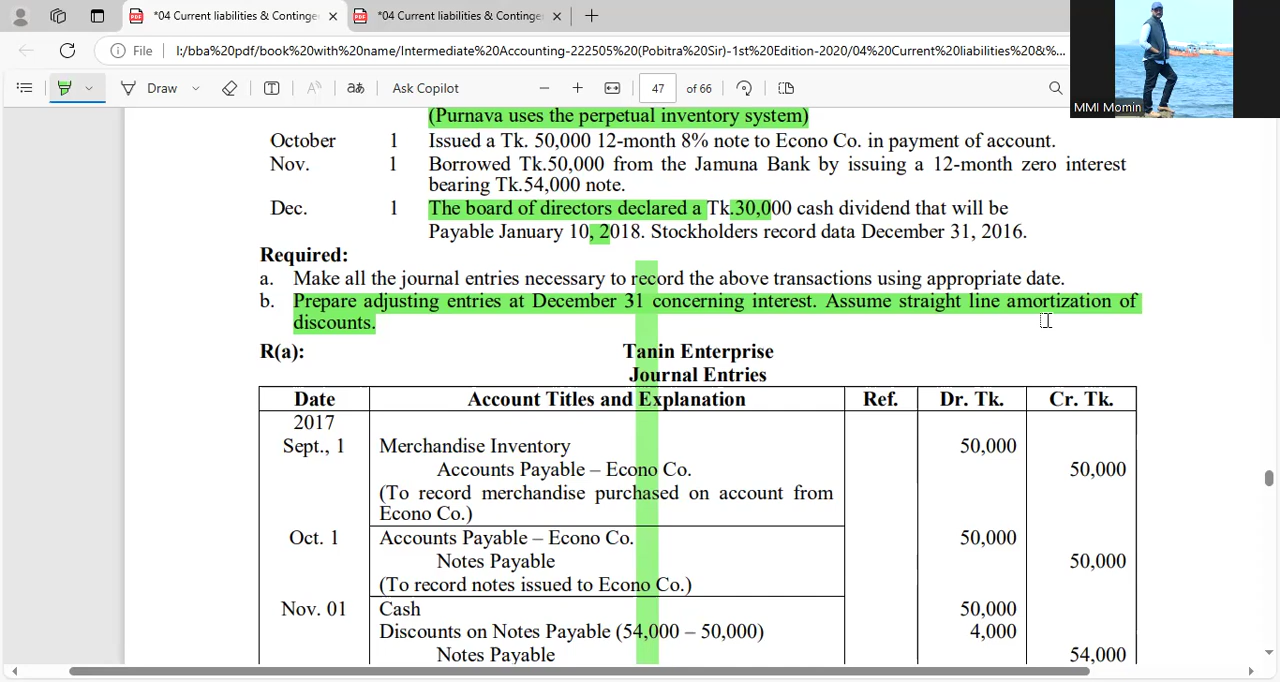 *04 Current liabilities & Continge
*04 Current liabilities & Continge
File
I:/bba%20pdf/book%20with%20name/Intermediate%20Accounting-222505%20(Pobitra%20Sir)-1st%20Edition-2020/04%20Current%20liabilities%20&%...
Draw
aあ
Ask Copilot
47
of 66
MMI Momin
(Purnava uses the perpetual inventory system)
October 1 Issued a Tk. 50,000 12-month 8% note to Econo Co. in payment of account.
Nov. 1 Borrowed Tk.50,000 from the Jamuna Bank by issuing a 12-month zero interest
bearing Tk.54,000 note.
Dec. 1 The board of directors declared a Tk.30,000 cash dividend that will be
Payable January 10, 2018. Stockholders record data December 31, 2016.
Required:
a. Make all the journal entries necessary to record the above transactions using appropriate date.
b. Prepare adjusting entries at December 31 concerning interest. Assume straight line amortization of
discounts.
R(a): Tanin Enterprise
Journal Entries
Date Account Titles and Explanation Ref. Dr. Tk. Cr. Tk.
2017
Sept., 1 Merchandise Inventory 50,000
Accounts Payable – Econo Co. 50,000
(To record merchandise purchased on account from
Econo Co.)
Oct. 1 Accounts Payable – Econo Co. 50,000
Notes Payable 50,000
(To record notes issued to Econo Co.)
Nov. 01 Cash 50,000
Discounts on Notes Payable (54,000 – 50,000) 4,000
Notes Payable 54,000